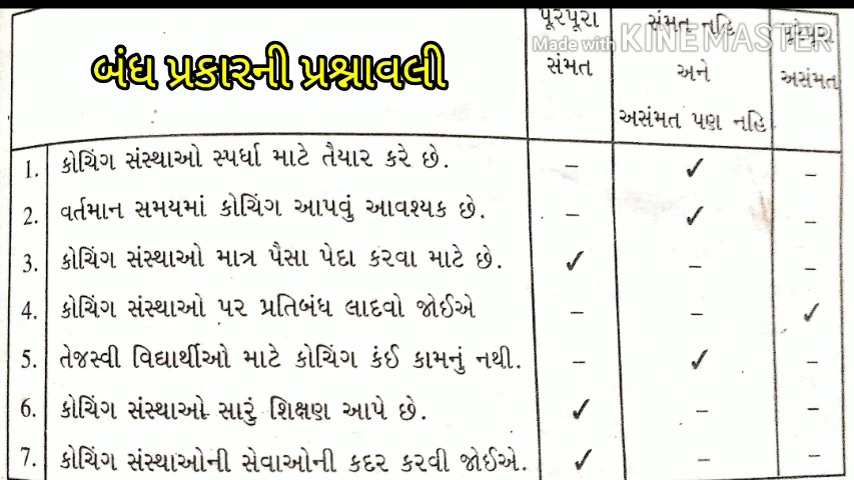 પૂરેપૂરા
સંમત
સંમત નહિ
અને
અસંમત પણ નહિ
પૂરેપૂરા
અસંમત
Made with KINEMASTER
બંધ પ્રકારની પ્રશ્નાવલી
1. કોચિંગ સંસ્થાઓ સ્પર્ધા માટે તૈયાર કરે છે. – ✓ –
2. વર્તમાન સમયમાં કોચિંગ આપવું આવશ્યક છે. – ✓ –
3. કોચિંગ સંસ્થાઓ માત્ર પૈસા પેદા કરવા માટે છે. ✓ – –
4. કોચિંગ સંસ્થાઓ પર પ્રતિબંધ લાદવો જોઈએ – – ✓
5. તેજસ્વી વિદ્યાર્થીઓ માટે કોચિંગ કંઈ કામનું નથી. – ✓ –
6. કોચિંગ સંસ્થાઓ સારું શિક્ષણ આપે છે. ✓ – –
7. કોચિંગ સંસ્થાઓની સેવાઓની કદર કરવી જોઈએ. ✓ – –